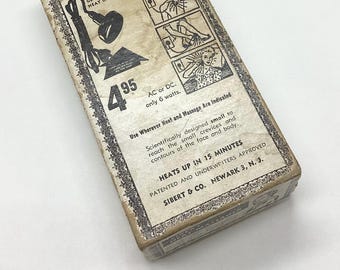 4.95
AC or DC.
only 6 watts.
Use Wherever Heat and Massage Are Indicated
Scientifically designed small to
reach the small crevices and
contours of the face and body.
HEATS UP IN 15 MINUTES
PATENTED AND UNDERWRITERS APPROVED
SIBERT & CO. NEWARK 3, N. J.